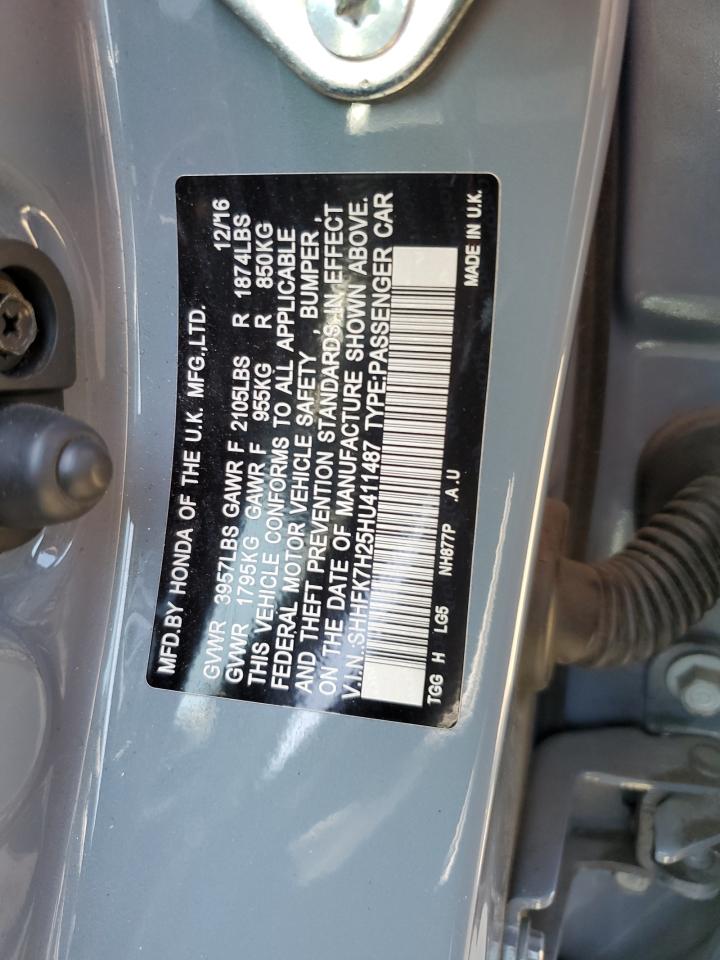 MFD.BY HONDA OF THE U.K. MFG.,LTD. 12/16
GVWR 3957LBS GAWR F 2105LBS R 1874LBS
GVWR 1795KG GAWR F 955KG R 850KG
THIS VEHICLE CONFORMS TO ALL APPLICABLE
FEDERAL MOTOR VEHICLE SAFETY , BUMPER ,
AND THEFT PREVENTION STANDARDS IN EFFECT
ON THE DATE OF MANUFACTURE SHOWN ABOVE.
V.I.N.:SHHFK7H25HU411487 TYPE:PASSENGER CAR
TGG H LG5 NH877P .A .U MADE IN U.K.